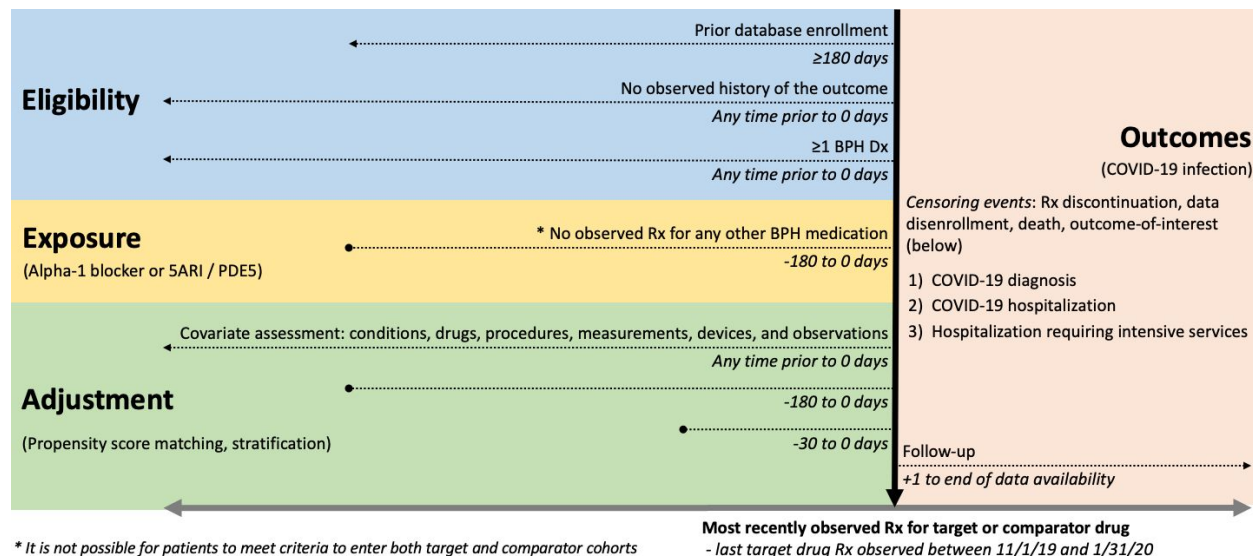 Prior database enrollment
≥180 days
Eligibility
No observed history of the outcome
Any time prior to 0 days
≥1 BPH Dx
Any time prior to 0 days
Exposure
(Alpha-1 blocker or 5ARI / PDE5)
* No observed Rx for any other BPH medication
-180 to 0 days
Covariate assessment: conditions, drugs, procedures, measurements, devices, and observations
Any time prior to 0 days
Adjustment
(Propensity score matching, stratification)
-180 to 0 days
-30 to 0 days
Outcomes
(COVID-19 infection)
Censoring events: Rx discontinuation, data
disenrollment, death, outcome-of-interest
(below)
1) COVID-19 diagnosis
2) COVID-19 hospitalization
3) Hospitalization requiring intensive services
Follow-up
+1 to end of data availability
Most recently observed Rx for target or comparator drug
- last target drug Rx observed between 11/1/19 and 1/31/20
* It is not possible for patients to meet criteria to enter both target and comparator cohorts